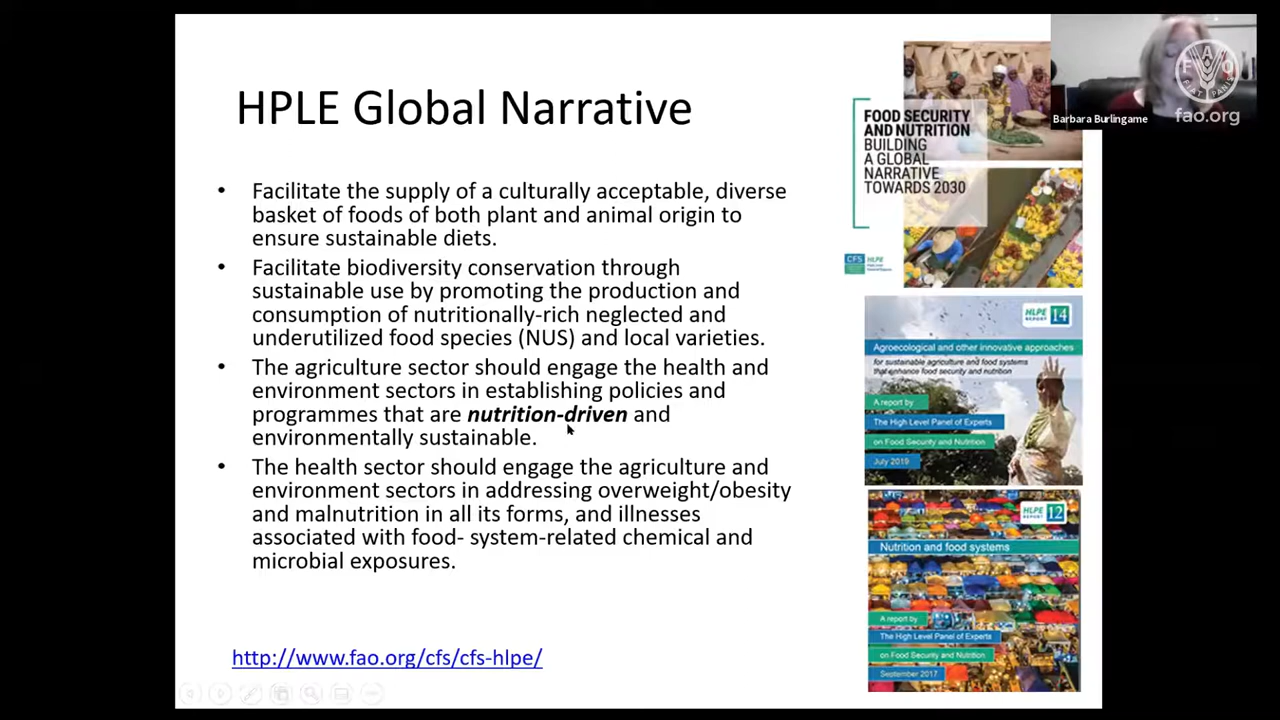 HPLE Global Narrative
• Facilitate the supply of a culturally acceptable, diverse
basket of foods of both plant and animal origin to
ensure sustainable diets.
• Facilitate biodiversity conservation through
sustainable use by promoting the production and
consumption of nutritionally-rich neglected and
underutilized food species (NUS) and local varieties.
• The agriculture sector should engage the health and
environment sectors in establishing policies and
programmes that are nutrition-driven and
environmentally sustainable.
• The health sector should engage the agriculture and
environment sectors in addressing overweight/obesity
and malnutrition in all its forms, and illnesses
associated with food- system-related chemical and
microbial exposures.
http://www.fao.org/cfs/cfs-hlpe/
FOOD SECURITY
AND NUTRITION
BUILDING
A GLOBAL
NARRATIVE
TOWARDS 2030
CFS HLPE
HLPE
REPORT 14
Agroecological and other innovative approaches
for sustainable agriculture and food systems
that enhance food security and nutrition
A report by
The High Level Panel of Experts
on Food Security and Nutrition
July 2019
HLPE
REPORT 12
Nutrition and food systems
A report by
The High Level Panel of Experts
on Food Security and Nutrition
September 2017
F A O
FIAT PANIS
fao.org
Barbara Burlingame